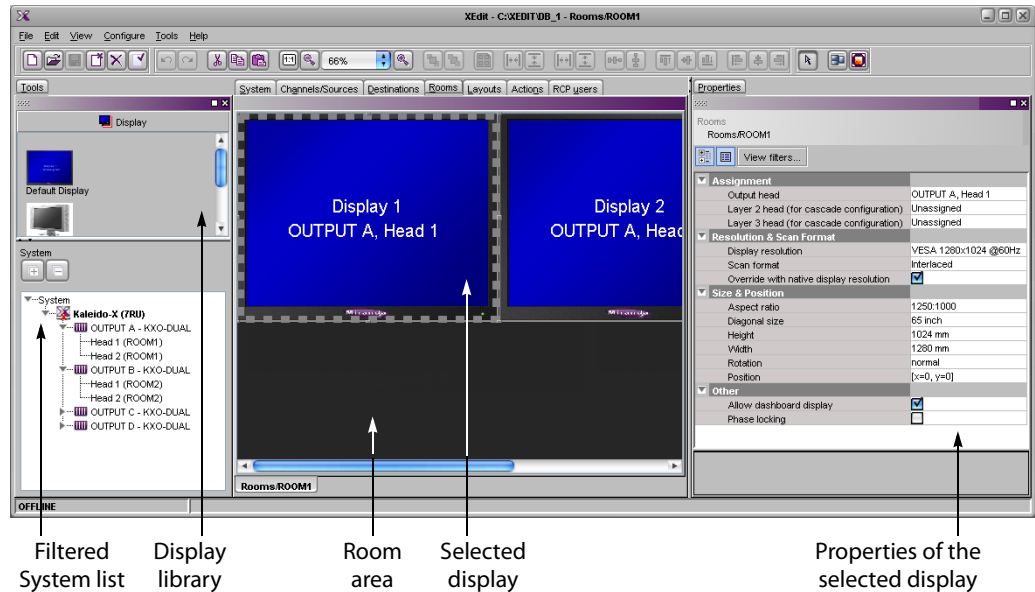 XEdit - C:\XEDIT\DB_1 - Rooms/ROOM1
File Edit View Configure Tools Help
1:1 66%
Tools
Display
Default Display
System
System
Kaleido-X (7RU)
OUTPUT A - KXO-DUAL
Head 1 (ROOM1)
Head 2 (ROOM1)
OUTPUT B - KXO-DUAL
Head 1 (ROOM2)
Head 2 (ROOM2)
OUTPUT C - KXO-DUAL
OUTPUT D - KXO-DUAL
System Channels/Sources Destinations Rooms Layouts Actions RCP users
Display 1
OUTPUT A, Head 1
Miranda
Display 2
OUTPUT A, Head
Miranda
Rooms/ROOM1
Properties
Rooms
Rooms/ROOM1
View filters...
Assignment
Output head OUTPUT A, Head 1
Layer 2 head (for cascade configuration) Unassigned
Layer 3 head (for cascade configuration) Unassigned
Resolution & Scan Format
Display resolution VESA 1280x1024 @60Hz
Scan format Interlaced
Override with native display resolution
Size & Position
Aspect ratio 1250:1000
Diagonal size 65 inch
Height 1024 mm
Width 1280 mm
Rotation normal
Position [x=0, y=0]
Other
Allow dashboard display
Phase locking
OFFLINE
Filtered
System list
Display
library
Room
area
Selected
display
Properties of the
selected display